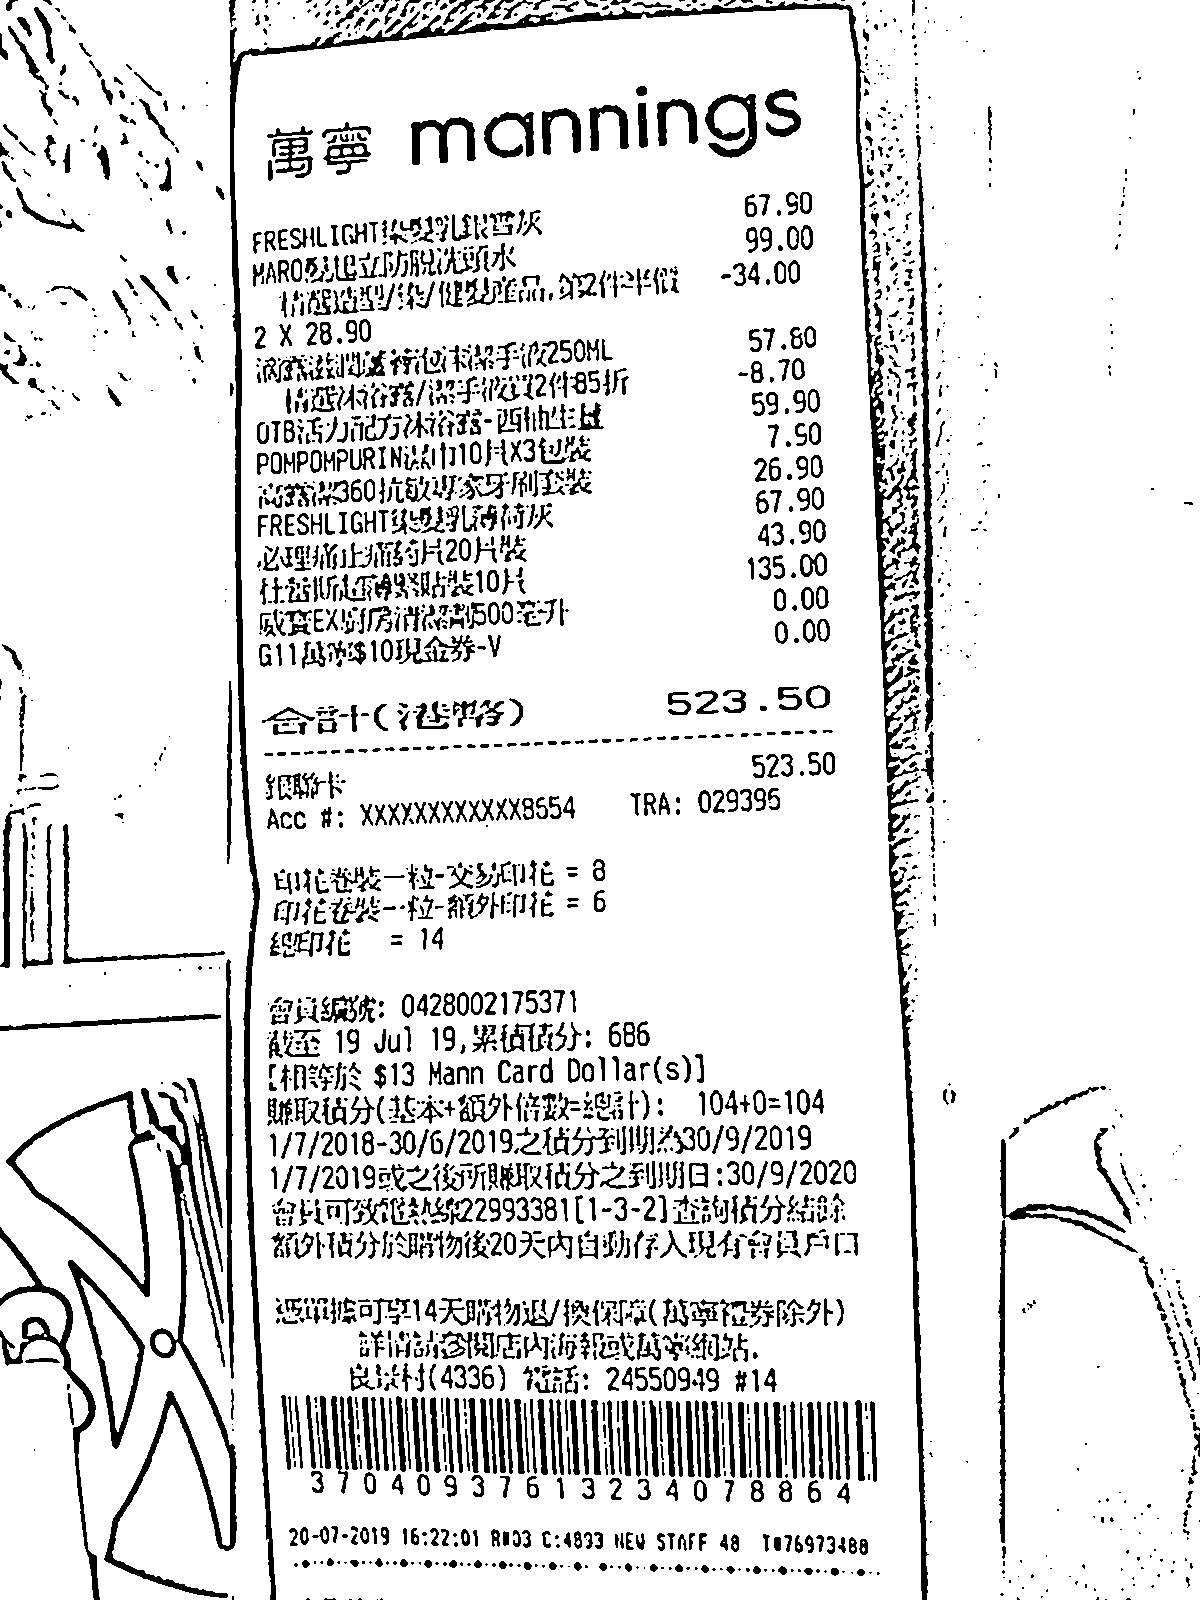 萬寧 mannings
FRESHLIGHT染髮乳銀雪灰 67.90
MARO髮起立防脫洗頭水 99.00
精選造型/染/健髮產品,第2件半價 -34.00
2 X 28.90
滴露滋潤蘆薈泡沫潔手液250ML 57.80
精選沐浴露/潔手液買2件85折 -8.70
OTB活力配方沐浴露- 59.90
POMPOMPURIN濕巾10片X3包裝 7.90
高露潔360抗敏專家牙刷套裝 26.90
FRESHLIGHT染髮乳薄荷灰 67.90
必理痛止痛药片20片裝 43.90
10片 135.00
威寶EX廚房清潔劑500毫升 0.00
G11萬寧$10現金券-V 0.00
合計(港幣) 523.50
銀聯卡 523.50
Acc #: XXXXXXXXXXXX8654 TRA: 029395
印花卷裝一粒-交易印花 = 8
印花卷裝一粒-額外印花 = 6
總印花 = 14
會員編號: 0428002175371
截至 19 Jul 19,累積積分: 686
[相等於 $13 Mann Card Dollar(s)]
賺取積分(基本+額外倍數=總計): 104+0=104
1/7/2018-30/6/2019之積分到期為30/9/2019
1/7/2019或之後所賺取積分之到期日:30/9/2020
會員可致電熱線22993381[1-3-2]查詢積分結餘
額外積分於購物後20天內自動存入現有會員戶口
憑單據可享14天購物退/換保障(萬寧禮券除外)
詳情請參閱店內海報或萬寧網站.
良景村(4336) 電話: 24550949 #14
37040937613234078864
20-07-2019 16:22:01 R#03 C:4893 NEW STAFF 48 T#76973488